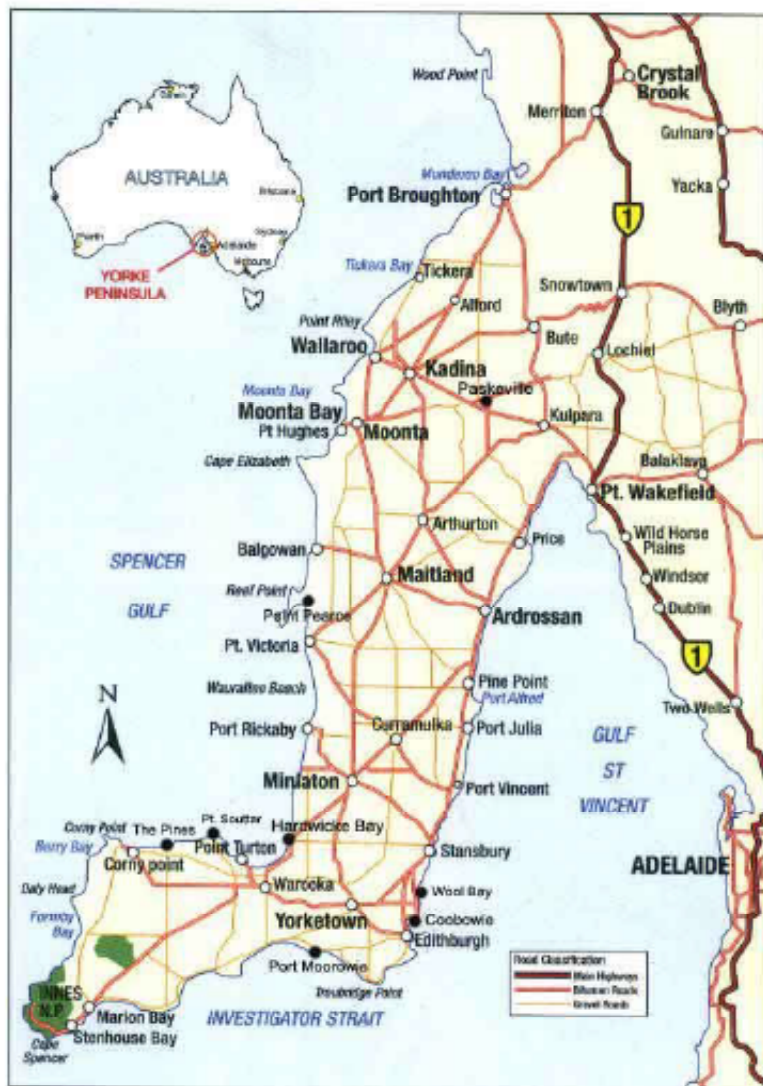 Wood Point
Crystal
Brook
Merriton
Gulnare
Yacka
Port Broughton
AUSTRALIA
Brisbane
Perth
Sydney
Adelaide
YORKE
PENINSULA
1
Tickera Bay
Tickera
Snowtown
Alford
Blyth
Point Riley
Bute
Wallaroo
Lochiel
Kadina
Moonta Bay
Paskeville
Moonta Bay
Kulpara
Pt Hughes
Moonta
Cape Elizabeth
Balaklava
Pt. Wakefield
Arthurton
Wild Horse
Plains
Price
Balgowan
SPENCER
GULF
Maitland
Windsor
Reef Point
Point Pearce
Dublin
Ardrossan
Pt. Victoria
1
Pine Point
Port Alfred
N
Two Wells
Port Rickaby
Curramulka
Port Julia
GULF
ST
VINCENT
Minlaton
Port Vincent
Corny Point
The Pines
Pt. Souttar
Hardwicke Bay
Berry Bay
Point Turton
Corny point
Stansbury
ADELAIDE
Daly Head
Warooka
Wool Bay
Formby
Bay
Yorketown
Coobowie
Edithburgh
Port Moorowie
Troubridge Point
Road Classification
Main Highways
Bitumen Roads
Gravel Roads
INNES
N.P.
Marion Bay
Stenhouse Bay
INVESTIGATOR STRAIT
Cape
Spencer